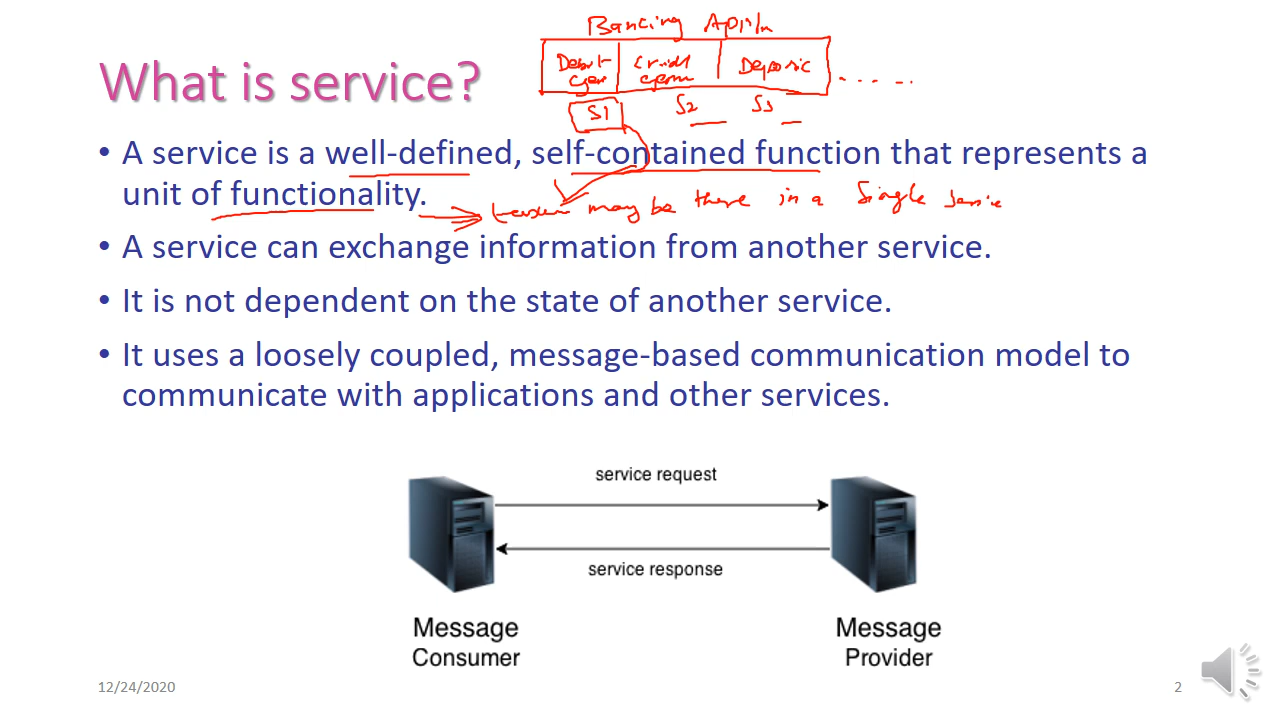 Banking Appln
What is service?
Debit
Credit
Deposit
S1 S2 S3
• A service is a well-defined, self-contained function that represents a
unit of functionality.
may be there in a single service
• A service can exchange information from another service.
• It is not dependent on the state of another service.
• It uses a loosely coupled, message-based communication model to
communicate with applications and other services.
service request
service response
Message Message
Consumer Provider
12/24/2020 2